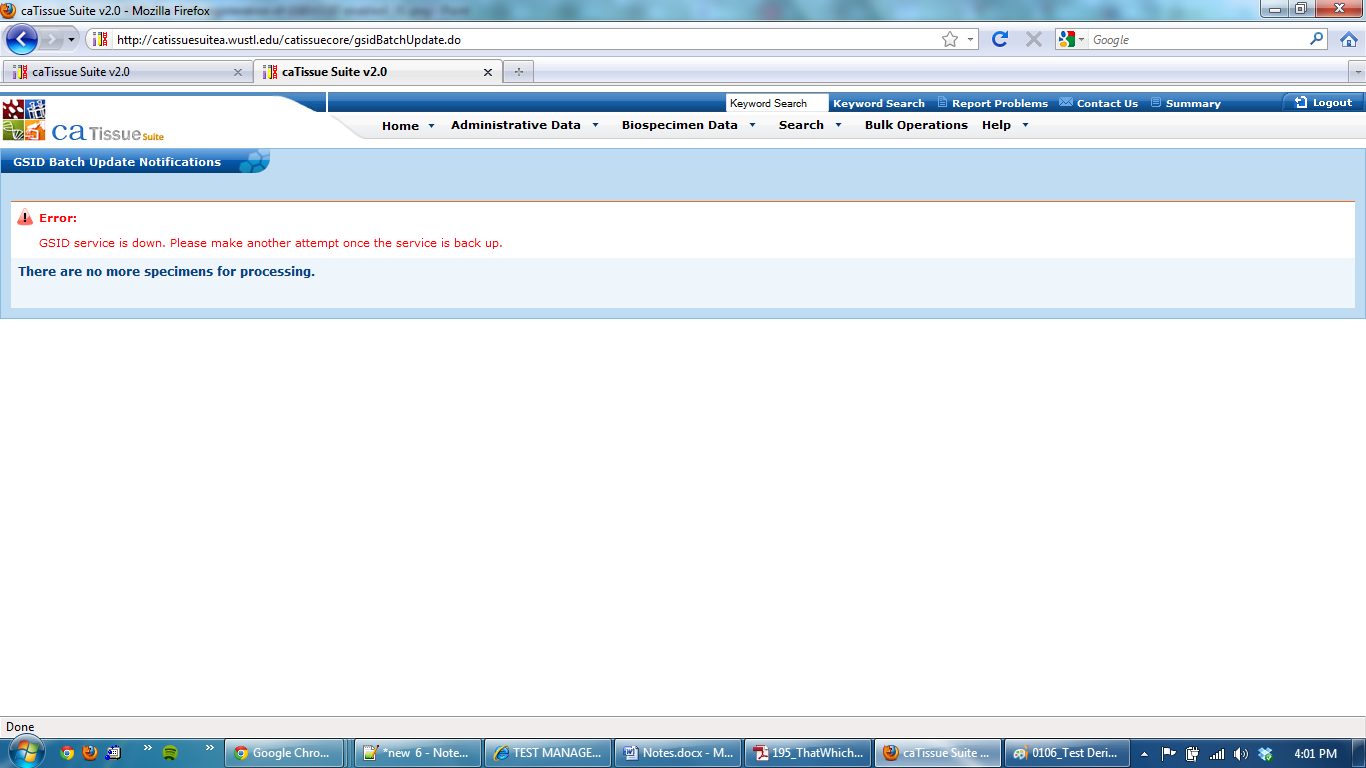 caTissue Suite v2.0 - Mozilla Firefox
http://catissuesuitea.wustl.edu/catissuecore/gsidBatchUpdate.do
Google
caTissue Suite v2.0
caTissue Suite v2.0
Keyword Search Keyword Search Report Problems Contact Us Summary Logout
ca Tissue Suite
Home Administrative Data Biospecimen Data Search Bulk Operations Help
GSID Batch Update Notifications
Error:
GSID service is down. Please make another attempt once the service is back up.
There are no more specimens for processing.
Done
Google Chro... *new 6 - Note... TEST MANAGE... Notes.docx - M... 195_ThatWhich... caTissue Suite ... 0106_Test Deri... 4:01 PM